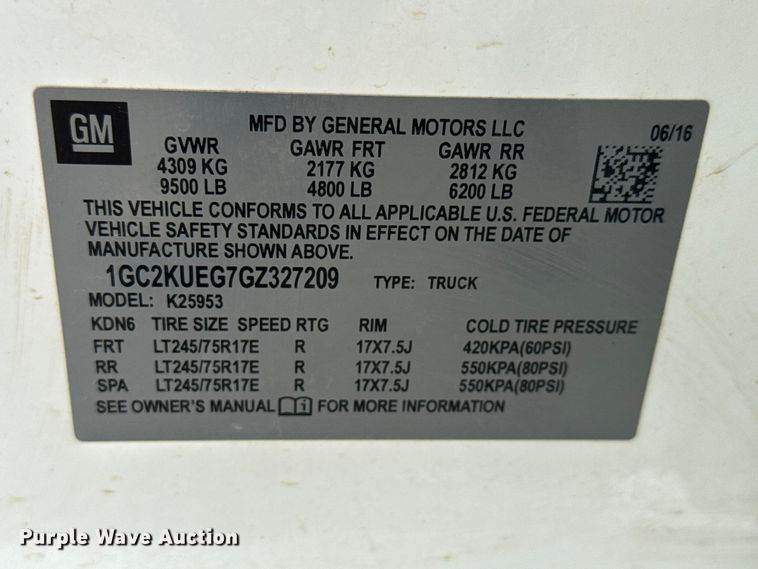 GM
MFD BY GENERAL MOTORS LLC 06/16
GVWR GAWR FRT GAWR RR
4309 KG 2177 KG 2812 KG
9500 LB 4800 LB 6200 LB
THIS VEHICLE CONFORMS TO ALL APPLICABLE U.S. FEDERAL MOTOR
VEHICLE SAFETY STANDARDS IN EFFECT ON THE DATE OF
MANUFACTURE SHOWN ABOVE.
1GC2KUEG7GZ327209 TYPE: TRUCK
MODEL: K25953
KDN6 TIRE SIZE SPEED RTG RIM COLD TIRE PRESSURE
FRT LT245/75R17E R 17X7.5J 420KPA(60PSI)
RR LT245/75R17E R 17X7.5J 550KPA(80PSI)
SPA LT245/75R17E R 17X7.5J 550KPA(80PSI)
SEE OWNER'S MANUAL i FOR MORE INFORMATION
Purple Wave Auction